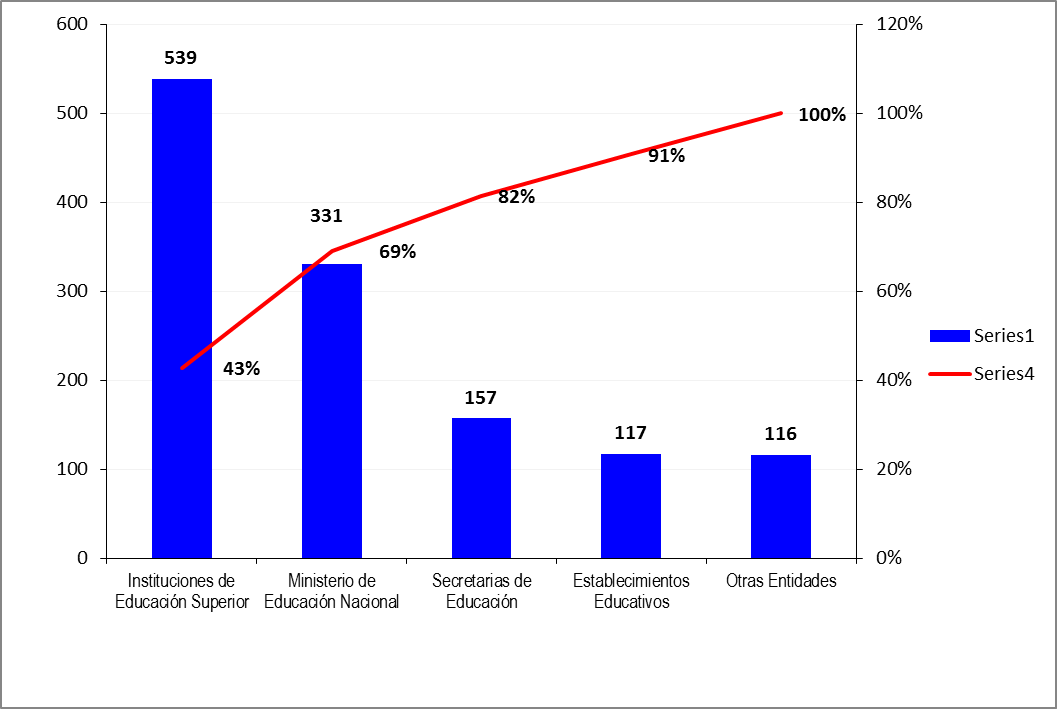 600
500
400
300
200
100
0
120%
100%
80%
60%
40%
20%
0%
539
331
157
117
116
43%
69%
82%
91%
100%
Instituciones de
Educación Superior
Ministerio de
Educación Nacional
Secretarias de
Educación
Establecimientos
Educativos
Otras Entidades
Series1
Series4